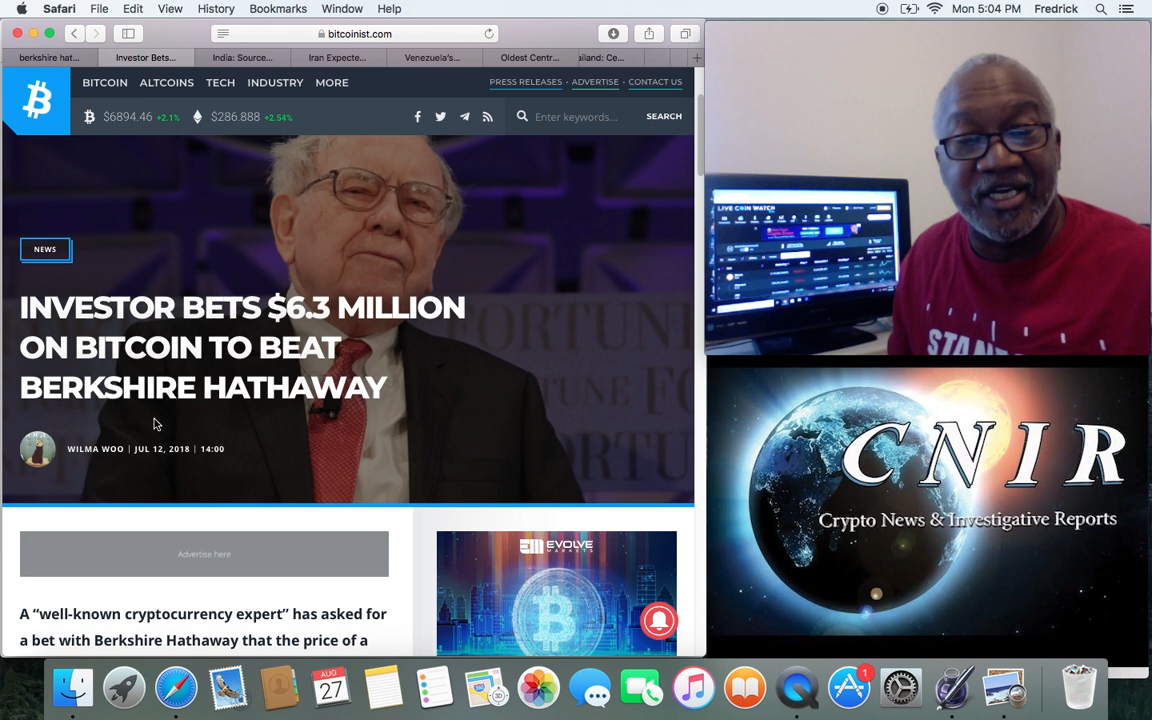 Safari File Edit View History Bookmarks Window Help
Mon 5:04 PM Fredrick
bitcoinist.com
berkshire hat... Investor Bets... India: Source... Iran Expecte... Venezuela's... Oldest Centr... ailand: Ce...
BITCOIN ALTCOINS TECH INDUSTRY MORE
PRESS RELEASES · ADVERTISE · CONTACT US
$6894.46 +2.1% $286.888 +2.54%
Enter keywords... SEARCH
NEWS
INVESTOR BETS $6.3 MILLION
ON BITCOIN TO BEAT
BERKSHIRE HATHAWAY
WILMA WOO | JUL 12, 2018 | 14:00
FORTUNE
Advertise here
EVOLVE
MARKETS
A “well-known cryptocurrency expert” has asked for
a bet with Berkshire Hathaway that the price of a
LIVE COIN WATCH
CNIR
Crypto News & Investigative Reports
AUG
27
1